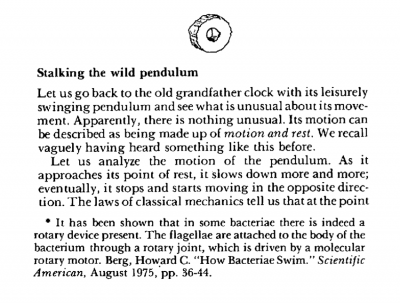 Stalking the wild pendulum
Let us go back to the old grandfather clock with its leisurely
swinging pendulum and see what is unusual about its move-
ment. Apparently, there is nothing unusual. Its motion can
be described as being made up of motion and rest. We recall
vaguely having heard something like this before.
Let us analyze the motion of the pendulum. As it
approaches its point of rest, it slows down more and more;
eventually, it stops and starts moving in the opposite direc-
tion. The laws of classical mechanics tell us that at the point
* It has been shown that in some bacteriae there is indeed a
rotary device present. The flagellae are attached to the body of the
bacterium through a rotary joint, which is driven by a molecular
rotary motor. Berg, Howard C. "How Bacteriae Swim." Scientific
American, August 1975, pp. 36-44.